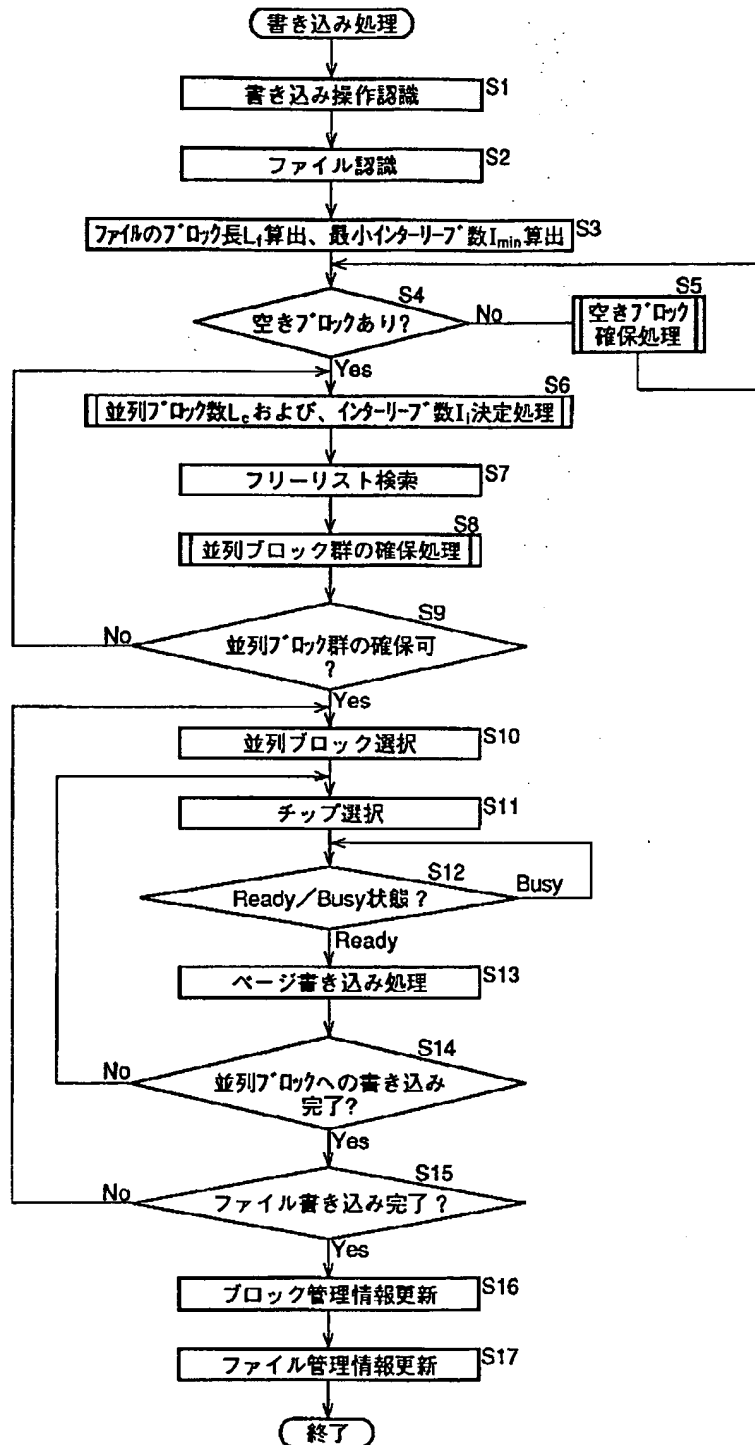 書き込み処理
書き込み操作認識 S1
ファイル認識 S2
ファイルのブロック長Lf算出、最小インターリーブ数Imin算出 S3
S4
空きブロックあり?
No
S5
空きブロック
確保処理
Yes
S6
並列ブロック数Lcおよび、インターリーブ数Ii決定処理
フリーリスト検索 S7
S8
並列ブロック群の確保処理
S9
No
並列ブロック群の確保可
?
Yes
並列ブロック選択 S10
チップ選択 S11
S12
Ready/Busy状態?
Busy
Ready
ページ書き込み処理 S13
S14
No
並列ブロックへの書き込み
完了?
Yes
S15
No
ファイル書き込み完了?
Yes
ブロック管理情報更新 S16
ファイル管理情報更新 S17
終了